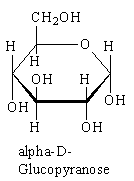 CH₂OH
H O H
H
OH H
OH OH
H OH
alpha-D-
Glucopyranose